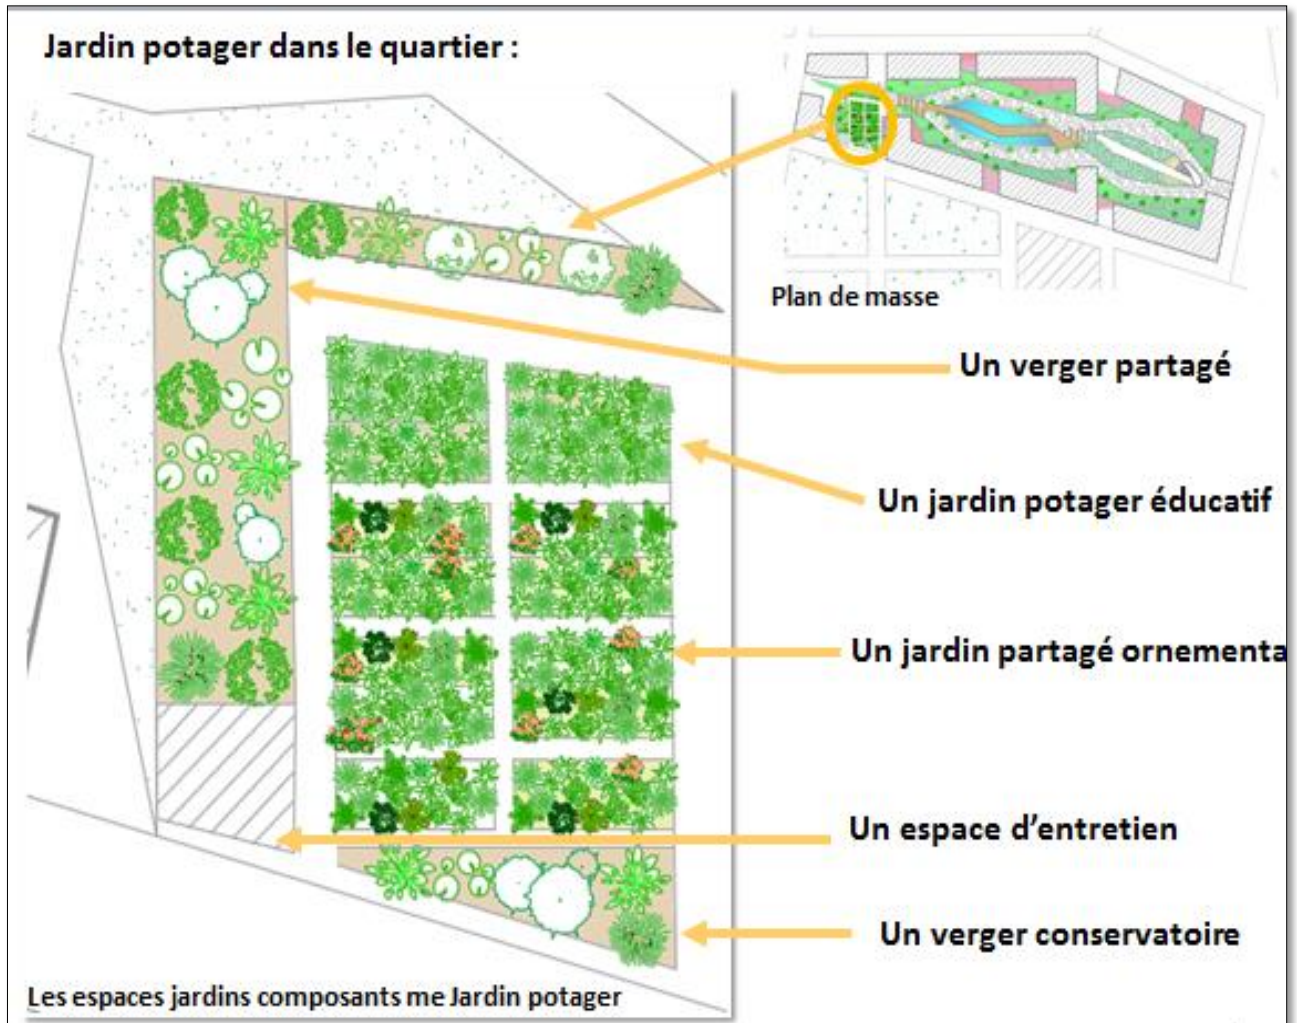 Jardin potager dans le quartier :
Plan de masse
Un verger partagé
Un jardin potager éducatif
Un jardin partagé ornementa
Un espace d’entretien
Un verger conservatoire
Les espaces jardins composants me Jardin potager